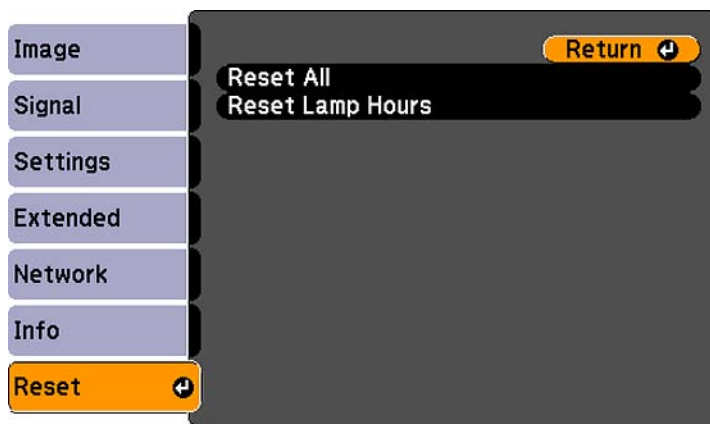 Image
Signal
Settings
Extended
Network
Info
Reset
Return
Reset All
Reset Lamp Hours